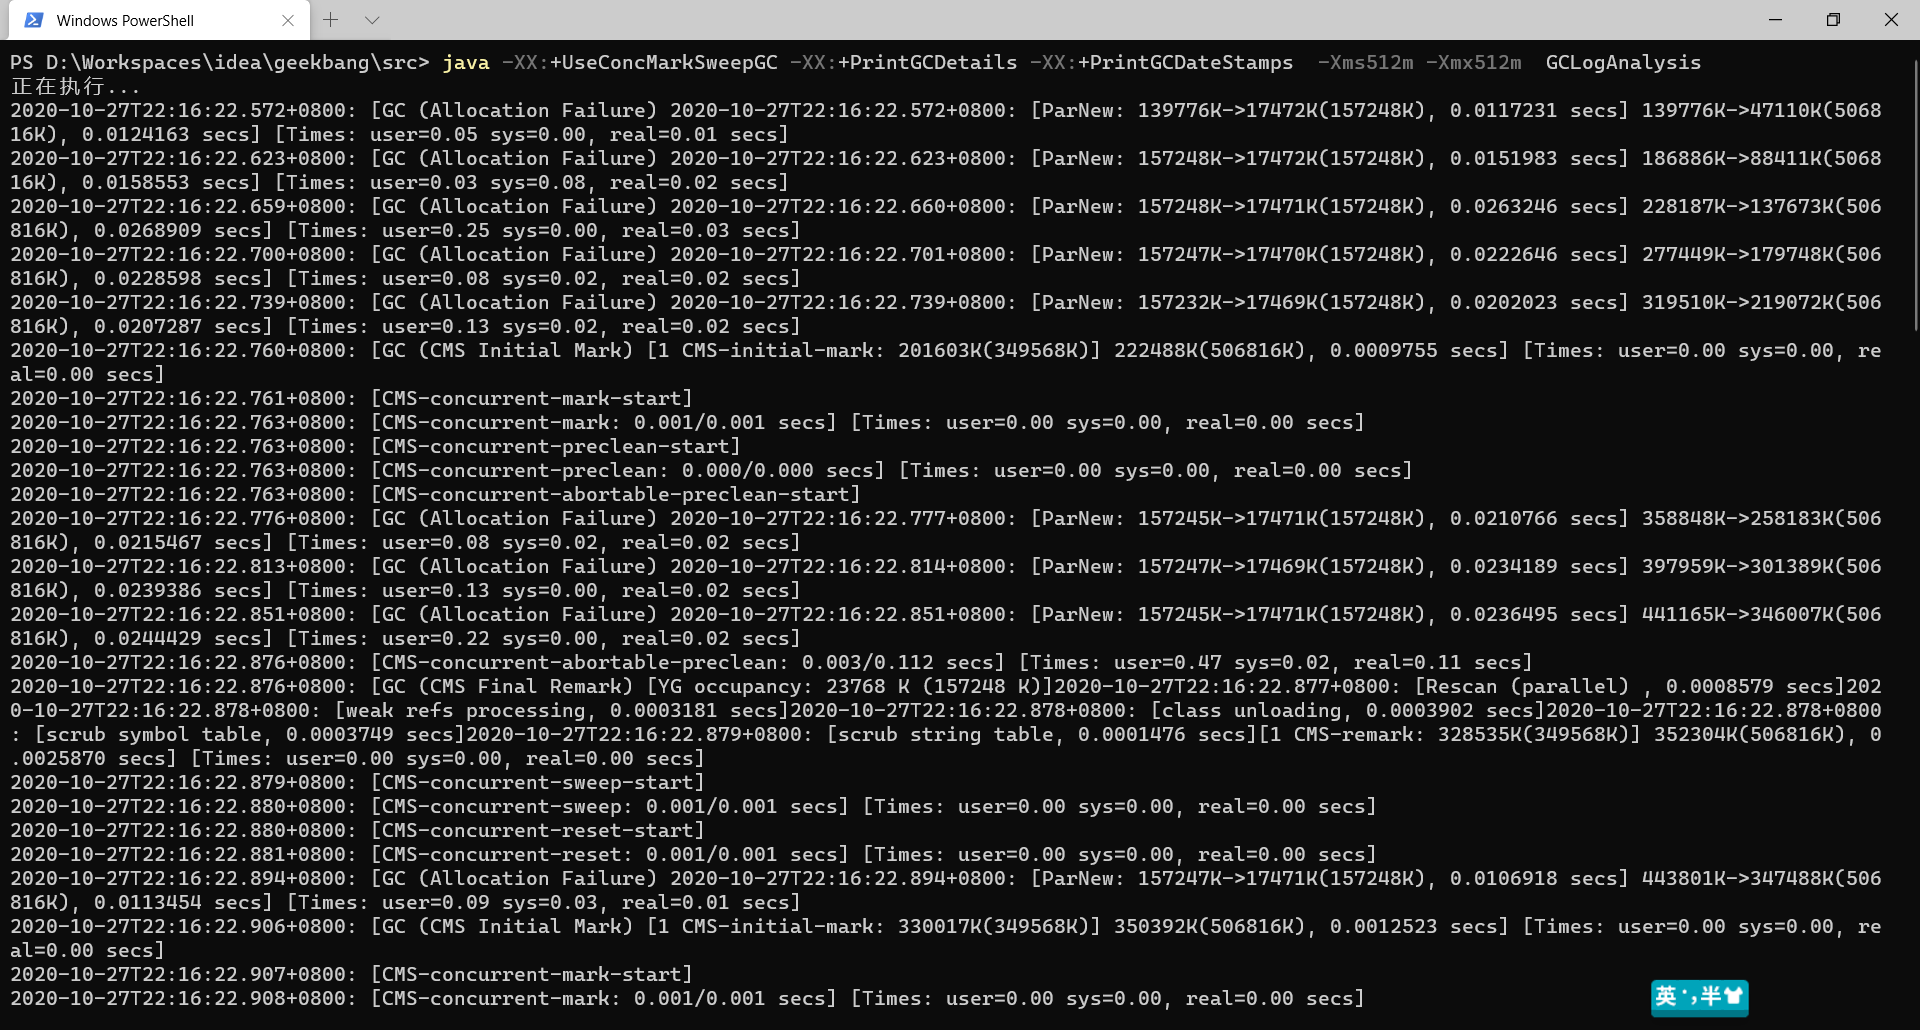 Windows PowerShell
PS D:\Workspaces\idea\geekbang\src> java -XX:+UseConcMarkSweepGC -XX:+PrintGCDetails -XX:+PrintGCDateStamps  -Xms512m -Xmx512m  GCLogAnalysis
正在执行...
2020-10-27T22:16:22.572+0800: [GC (Allocation Failure) 2020-10-27T22:16:22.572+0800: [ParNew: 139776K->17472K(157248K), 0.0117231 secs] 139776K->47110K(5068
16K), 0.0124163 secs] [Times: user=0.05 sys=0.00, real=0.01 secs]
2020-10-27T22:16:22.623+0800: [GC (Allocation Failure) 2020-10-27T22:16:22.623+0800: [ParNew: 157248K->17472K(157248K), 0.0151983 secs] 186886K->88411K(5068
16K), 0.0158553 secs] [Times: user=0.03 sys=0.08, real=0.02 secs]
2020-10-27T22:16:22.659+0800: [GC (Allocation Failure) 2020-10-27T22:16:22.660+0800: [ParNew: 157248K->17471K(157248K), 0.0263246 secs] 228187K->137673K(506
816K), 0.0268909 secs] [Times: user=0.25 sys=0.00, real=0.03 secs]
2020-10-27T22:16:22.700+0800: [GC (Allocation Failure) 2020-10-27T22:16:22.701+0800: [ParNew: 157247K->17470K(157248K), 0.0222646 secs] 277449K->179748K(506
816K), 0.0228598 secs] [Times: user=0.08 sys=0.02, real=0.02 secs]
2020-10-27T22:16:22.739+0800: [GC (Allocation Failure) 2020-10-27T22:16:22.739+0800: [ParNew: 157232K->17469K(157248K), 0.0202023 secs] 319510K->219072K(506
816K), 0.0207287 secs] [Times: user=0.13 sys=0.02, real=0.02 secs]
2020-10-27T22:16:22.760+0800: [GC (CMS Initial Mark) [1 CMS-initial-mark: 201603K(349568K)] 222488K(506816K), 0.0009755 secs] [Times: user=0.00 sys=0.00, re
al=0.00 secs]
2020-10-27T22:16:22.761+0800: [CMS-concurrent-mark-start]
2020-10-27T22:16:22.763+0800: [CMS-concurrent-mark: 0.001/0.001 secs] [Times: user=0.00 sys=0.00, real=0.00 secs]
2020-10-27T22:16:22.763+0800: [CMS-concurrent-preclean-start]
2020-10-27T22:16:22.763+0800: [CMS-concurrent-preclean: 0.000/0.000 secs] [Times: user=0.00 sys=0.00, real=0.00 secs]
2020-10-27T22:16:22.763+0800: [CMS-concurrent-abortable-preclean-start]
2020-10-27T22:16:22.776+0800: [GC (Allocation Failure) 2020-10-27T22:16:22.777+0800: [ParNew: 157245K->17471K(157248K), 0.0210766 secs] 358848K->258183K(506
816K), 0.0215467 secs] [Times: user=0.08 sys=0.02, real=0.02 secs]
2020-10-27T22:16:22.813+0800: [GC (Allocation Failure) 2020-10-27T22:16:22.814+0800: [ParNew: 157247K->17469K(157248K), 0.0234189 secs] 397959K->301389K(506
816K), 0.0239386 secs] [Times: user=0.13 sys=0.00, real=0.02 secs]
2020-10-27T22:16:22.851+0800: [GC (Allocation Failure) 2020-10-27T22:16:22.851+0800: [ParNew: 157245K->17471K(157248K), 0.0236495 secs] 441165K->346007K(506
816K), 0.0244429 secs] [Times: user=0.22 sys=0.00, real=0.02 secs]
2020-10-27T22:16:22.876+0800: [CMS-concurrent-abortable-preclean: 0.003/0.112 secs] [Times: user=0.47 sys=0.02, real=0.11 secs]
2020-10-27T22:16:22.876+0800: [GC (CMS Final Remark) [YG occupancy: 23768 K (157248 K)]2020-10-27T22:16:22.877+0800: [Rescan (parallel) , 0.0008579 secs]202
0-10-27T22:16:22.878+0800: [weak refs processing, 0.0003181 secs]2020-10-27T22:16:22.878+0800: [class unloading, 0.0003902 secs]2020-10-27T22:16:22.878+0800
: [scrub symbol table, 0.0003749 secs]2020-10-27T22:16:22.879+0800: [scrub string table, 0.0001476 secs][1 CMS-remark: 328535K(349568K)] 352304K(506816K), 0
.0025870 secs] [Times: user=0.00 sys=0.00, real=0.00 secs]
2020-10-27T22:16:22.879+0800: [CMS-concurrent-sweep-start]
2020-10-27T22:16:22.880+0800: [CMS-concurrent-sweep: 0.001/0.001 secs] [Times: user=0.00 sys=0.00, real=0.00 secs]
2020-10-27T22:16:22.880+0800: [CMS-concurrent-reset-start]
2020-10-27T22:16:22.881+0800: [CMS-concurrent-reset: 0.001/0.001 secs] [Times: user=0.00 sys=0.00, real=0.00 secs]
2020-10-27T22:16:22.894+0800: [GC (Allocation Failure) 2020-10-27T22:16:22.894+0800: [ParNew: 157247K->17471K(157248K), 0.0106918 secs] 443801K->347488K(506
816K), 0.0113454 secs] [Times: user=0.09 sys=0.03, real=0.01 secs]
2020-10-27T22:16:22.906+0800: [GC (CMS Initial Mark) [1 CMS-initial-mark: 330017K(349568K)] 350392K(506816K), 0.0012523 secs] [Times: user=0.00 sys=0.00, re
al=0.00 secs]
2020-10-27T22:16:22.907+0800: [CMS-concurrent-mark-start]
2020-10-27T22:16:22.908+0800: [CMS-concurrent-mark: 0.001/0.001 secs] [Times: user=0.00 sys=0.00, real=0.00 secs]
英 ·, 半